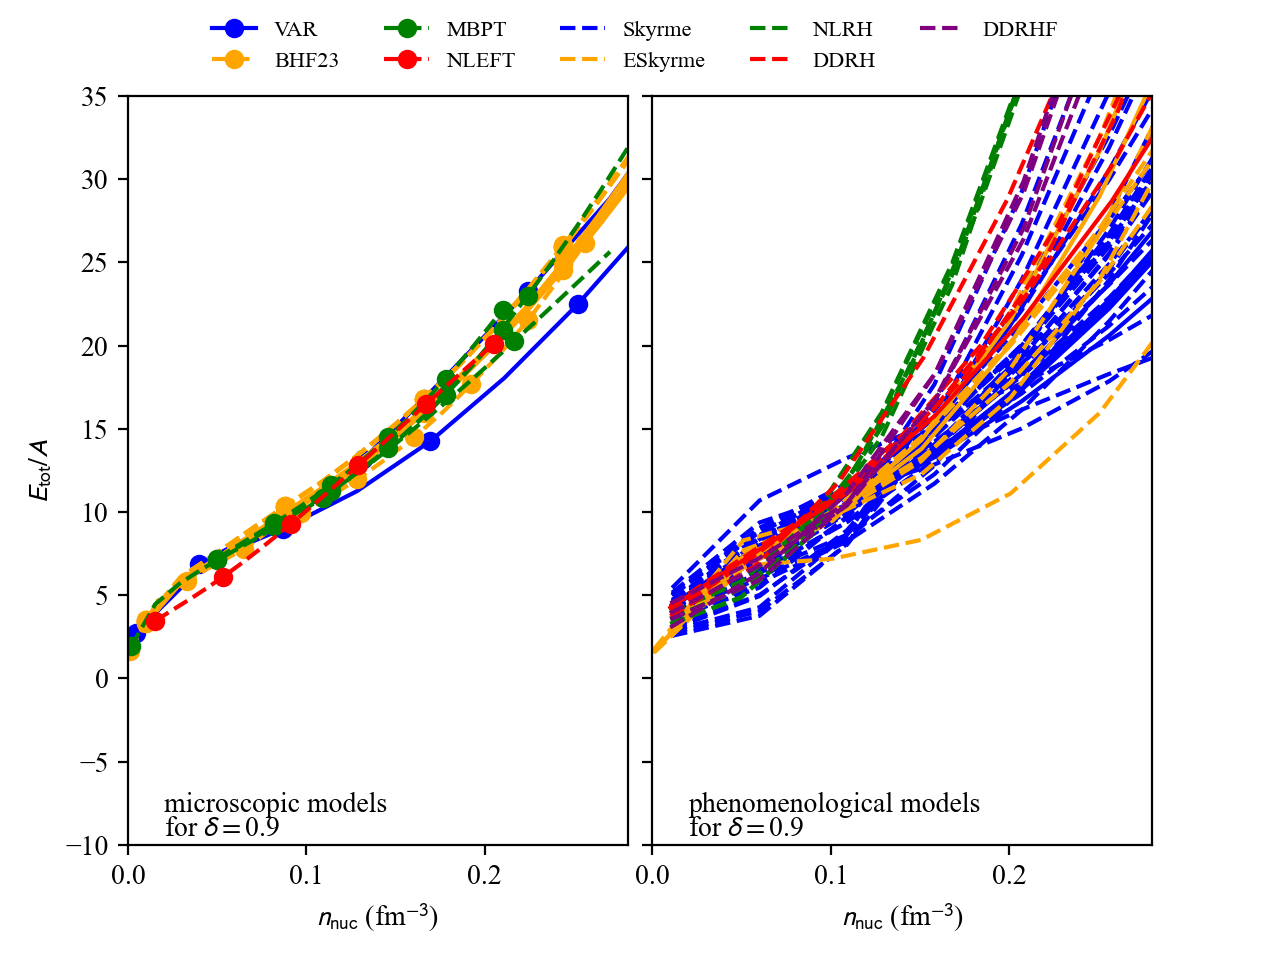 VAR MBPT Skyrme NLRH DDRHF
BHF23 NLEFT ESkyrme DDRH
35
30
25
20
15
10
5
0
−5
−10
E_tot/A
microscopic models
for δ = 0.9
phenomenological models
for δ = 0.9
0.0 0.1 0.2
0.0 0.1 0.2
n_nuc (fm⁻³)
n_nuc (fm⁻³)